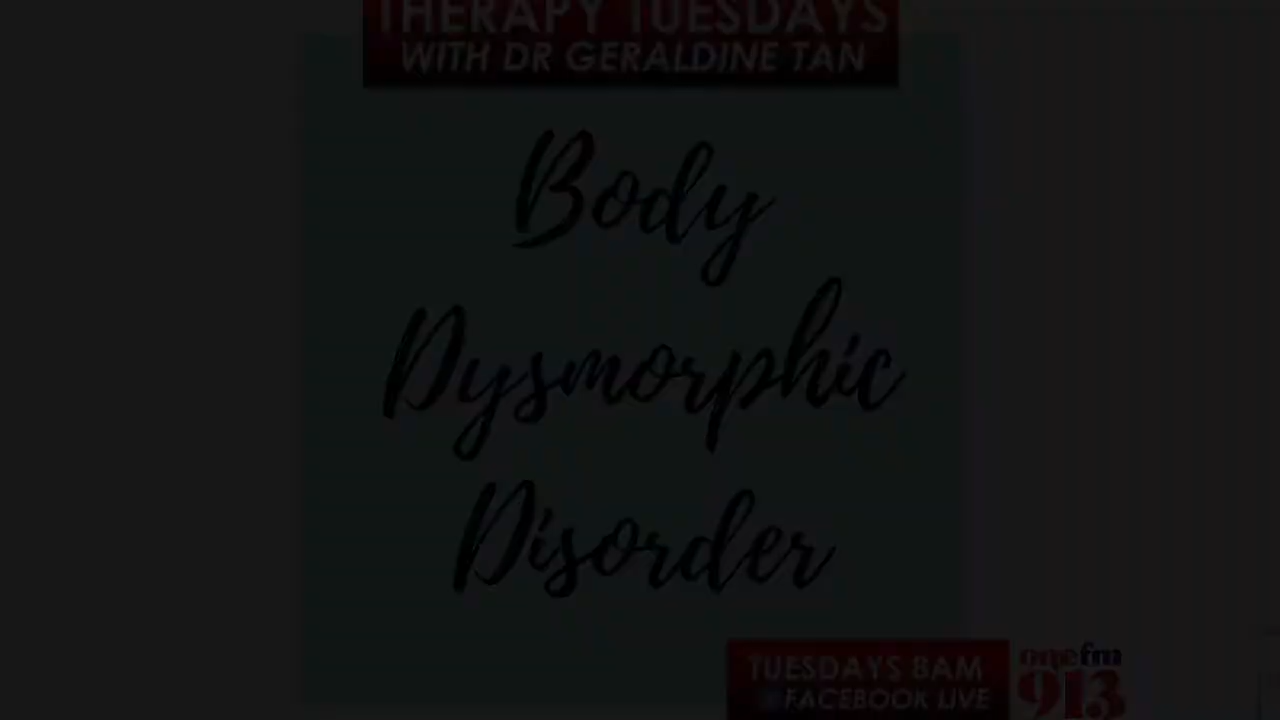 THERAPY TUESDAYS
WITH DR GERALDINE TAN
Body
Dysmorphic
Disorder
TUESDAYS 8AM
@FACEBOOK LIVE
onefm
913